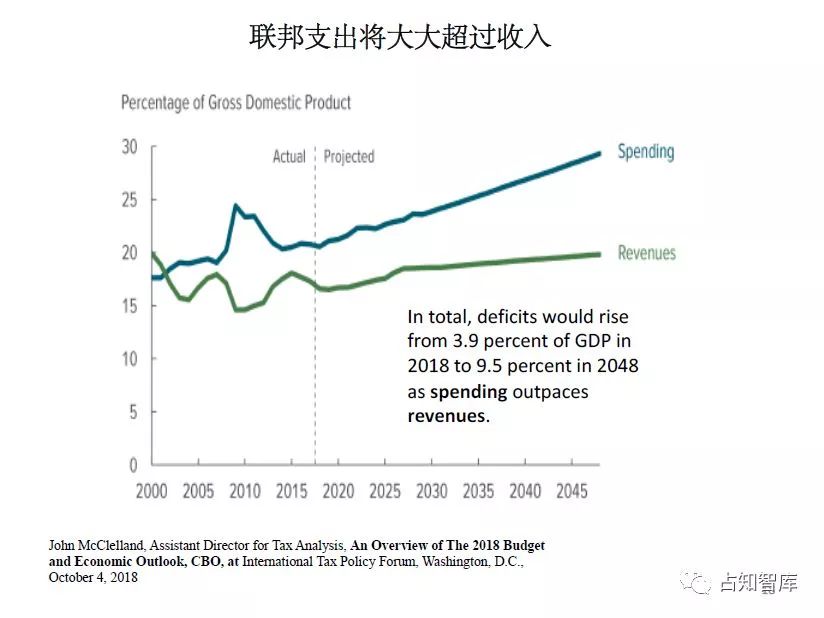 联邦支出将大大超过收入
Percentage of Gross Domestic Product
30
Actual
Projected
Spending
25
20
Revenues
15
In total, deficits would rise
from 3.9 percent of GDP in
2018 to 9.5 percent in 2048
as spending outpaces
revenues.
10
5
0
2000 2005 2010 2015 2020 2025 2030 2035 2040 2045
John McClelland, Assistant Director for Tax Analysis, An Overview of The 2018 Budget
and Economic Outlook, CBO, at International Tax Policy Forum, Washington, D.C.,
October 4, 2018
占知智库